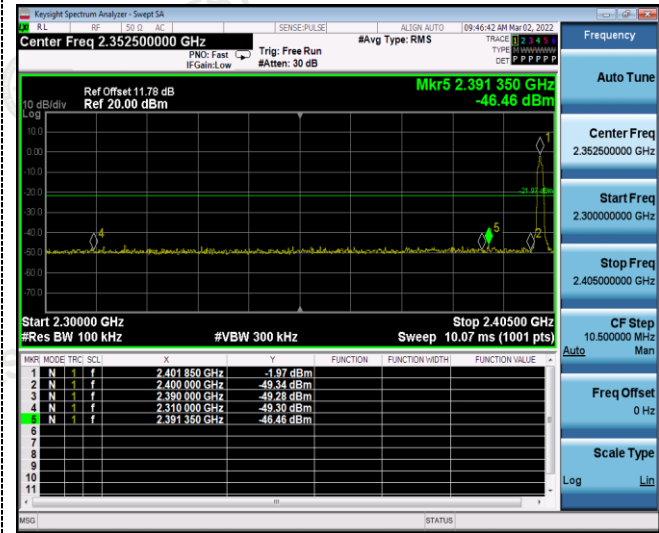 Keysight Spectrum Analyzer - Swept SA
RL RF 50 Ω AC SENSE:PULSE ALIGN AUTO 09:46:42 AM Mar 02, 2022
Center Freq 2.352500000 GHz
PNO: Fast
IFGain:Low
Trig: Free Run
#Atten: 30 dB
#Avg Type: RMS
TRACE 1 2 3 4 5 6
TYPE M W W W W W
DET P P P P P P
Frequency
Ref Offset 11.78 dB
Ref 20.00 dBm
10 dB/div
Log
Mkr5 2.391 350 GHz
-46.46 dBm
10.0
0.00
-10.0
-20.0
-30.0
-40.0
-50.0
-60.0
-70.0
1
-21.97 dBm
4
5
2
Start 2.30000 GHz
#Res BW 100 kHz
#VBW 300 kHz
Stop 2.40500 GHz
Sweep 10.07 ms (1001 pts)
MKR MODE TRC SCL X Y FUNCTION FUNCTION WIDTH FUNCTION VALUE
1 N 1 f 2.401 850 GHz -1.97 dBm
2 N 1 f 2.400 000 GHz -49.34 dBm
3 N 1 f 2.390 000 GHz -49.28 dBm
4 N 1 f 2.310 000 GHz -49.30 dBm
5 N 1 f 2.391 350 GHz -46.46 dBm
6
7
8
9
10
11
MSG STATUS
Auto Tune
Center Freq
2.352500000 GHz
Start Freq
2.300000000 GHz
Stop Freq
2.405000000 GHz
CF Step
10.500000 MHz
Auto Man
Freq Offset
0 Hz
Scale Type
Log Lin